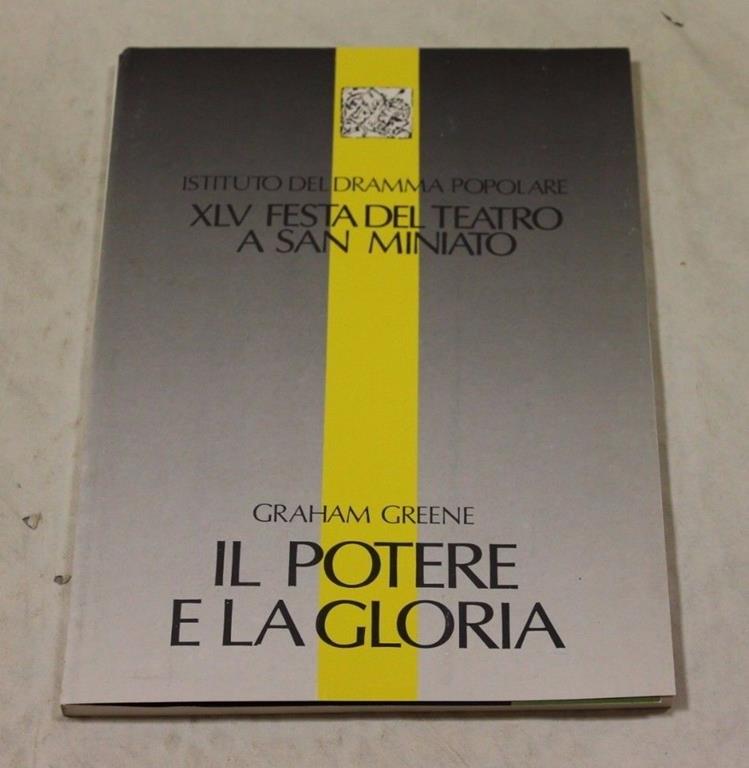 ISTITUTO DEL DRAMMA POPOLARE
XLV FESTA DEL TEATRO
A SAN MINIATO
GRAHAM GREENE
IL POTERE
E LA GLORIA